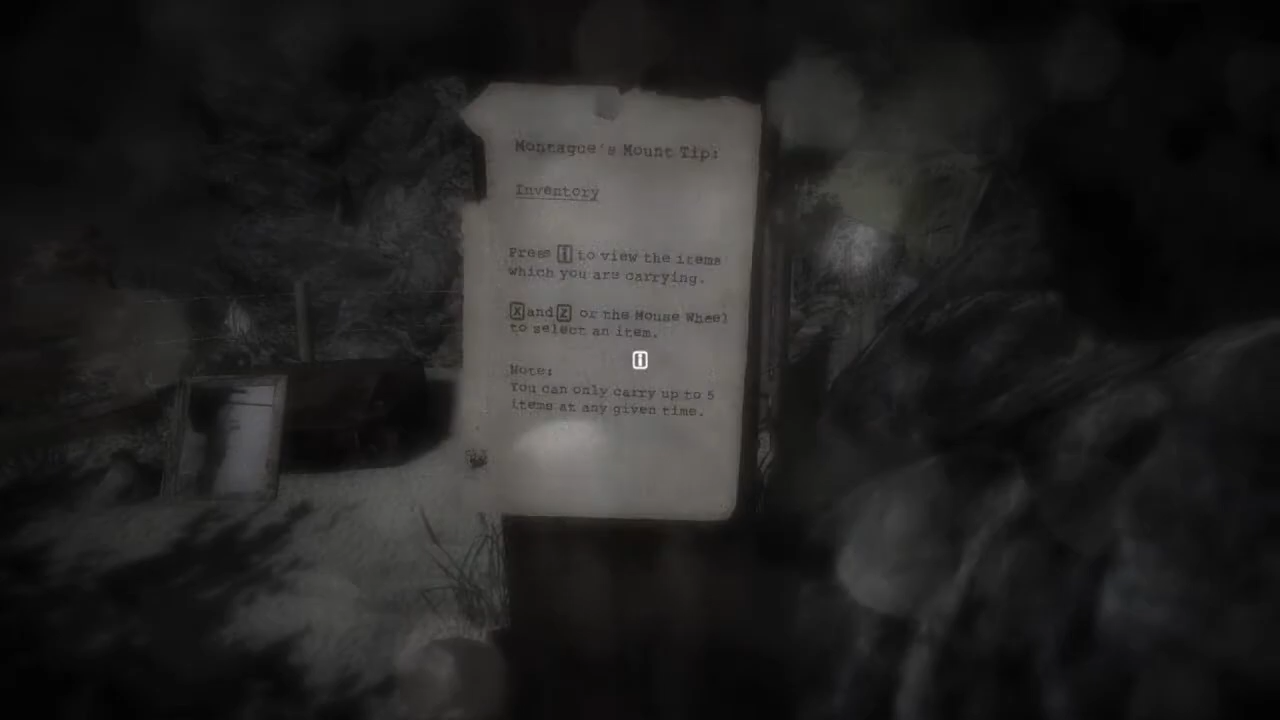 Montague's Mount Tip:
Inventory
Press i to view the items
which you are carrying.
X and Z or the Mouse Wheel
to select an item.
i
Note:
You can only carry up to 5
items at any given time.